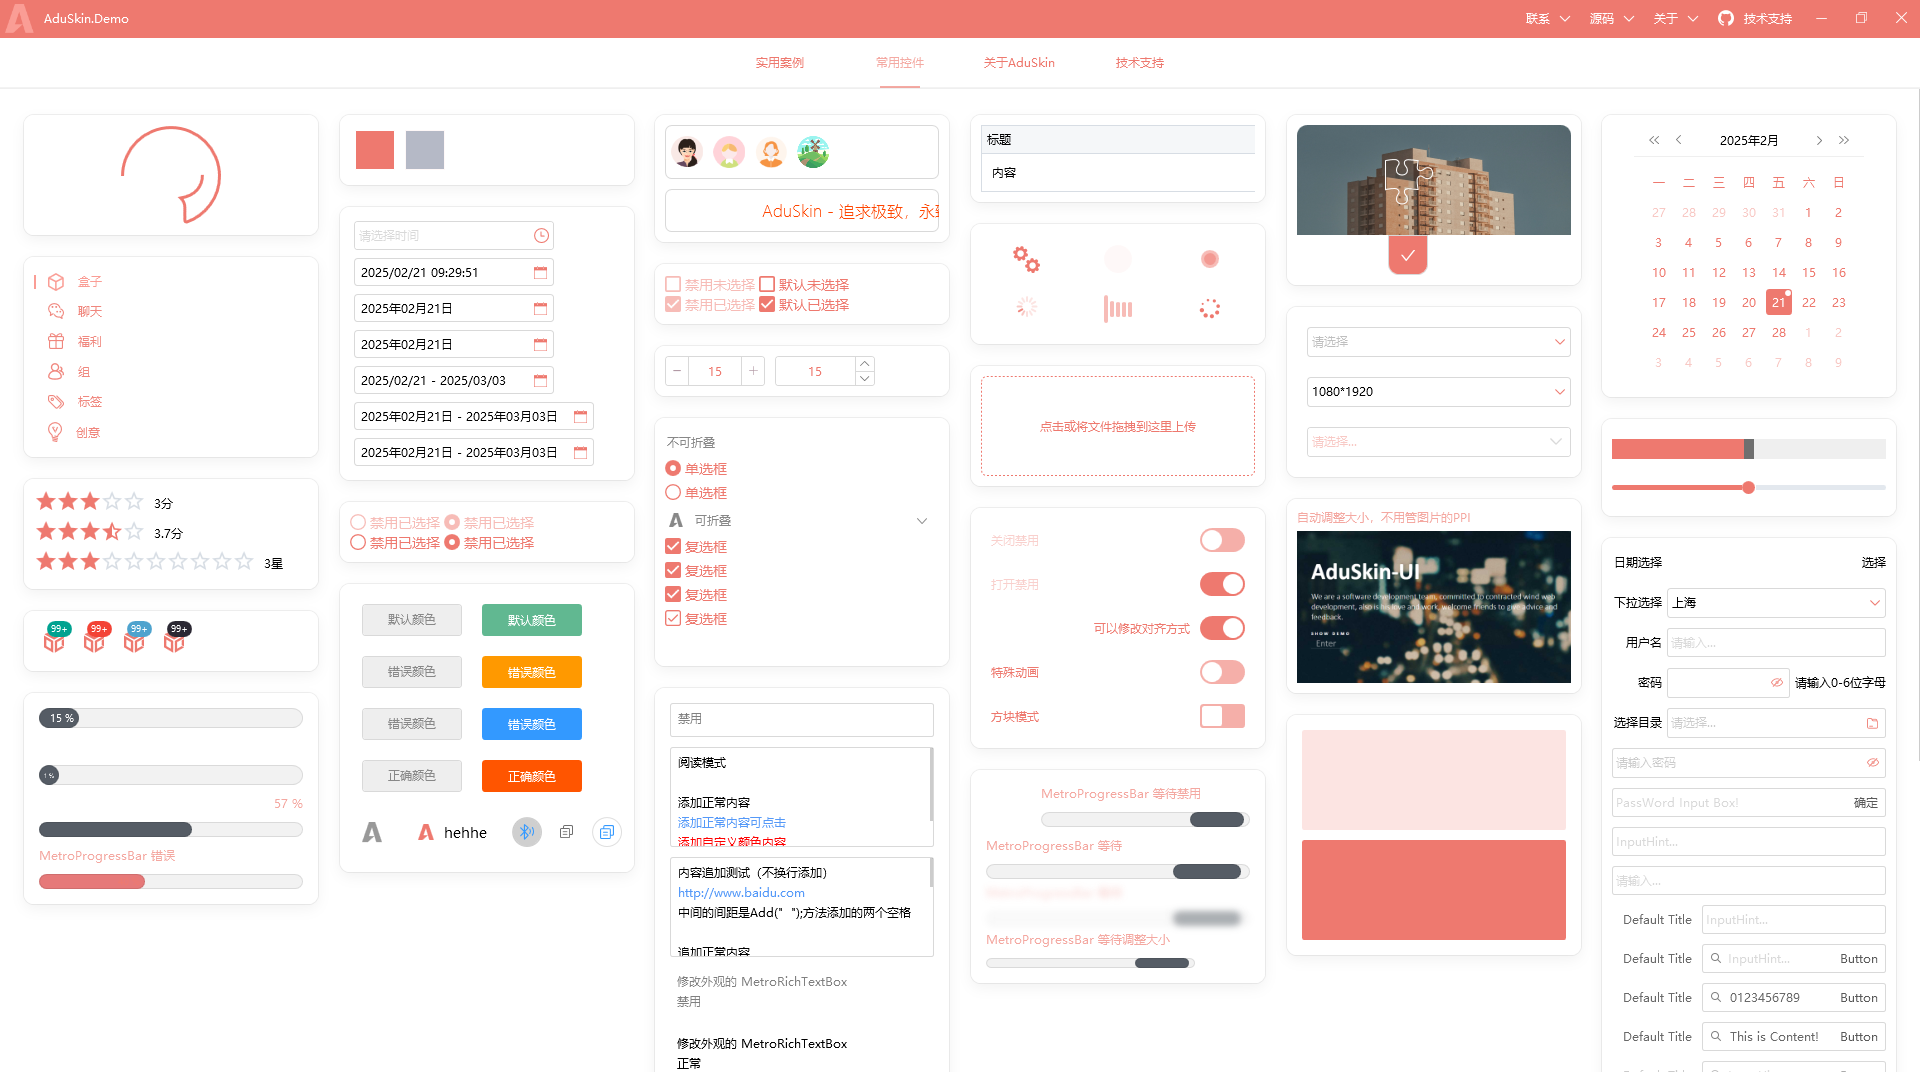 AduSkin.Demo
联系
源码
关于
技术支持
实用案例
常用控件
关于AduSkin
技术支持
盒子
聊天
福利
组
标签
创意
3分
3.7分
3星
99+
99+
99+
99+
15 %
1 %
57 %
MetroProgressBar 错误
请选择时间
2025/02/21 09:29:51
2025年02月21日
2025年02月21日
2025/02/21 - 2025/03/03
2025年02月21日 - 2025年03月03日
2025年02月21日 - 2025年03月03日
禁用已选择 禁用已选择
禁用已选择 禁用已选择
默认颜色 默认颜色
错误颜色 错误颜色
错误颜色 错误颜色
正确颜色 正确颜色
hehhe
AduSkin - 追求极致，永
禁用未选择 默认未选择
禁用已选择 默认已选择
15
15
不可折叠
单选框
单选框
可折叠
复选框
复选框
复选框
复选框
禁用
阅读模式
添加正常内容
添加正常内容可点击
添加自定义颜色内容
内容追加测试（不换行添加）
http://www.baidu.com
中间的间距是Add("  ");方法添加的两个空格
追加正常内容
修改外观的 MetroRichTextBox
禁用
修改外观的 MetroRichTextBox
正常
标题
内容
点击或将文件拖拽到这里上传
关闭禁用
打开禁用
可以修改对齐方式
特殊动画
方块模式
MetroProgressBar 等待禁用
MetroProgressBar 等待
MetroProgressBar 等待调整大小
请选择
1080*1920
请选择...
自动调整大小，不用管图片的PPI
AduSkin-UI
We are a software development team, committed to contracted wind web
development, also is his love and work, welcome friends to give advice and
feedback.
SHOW DEMO
Enter
2025年2月
一 二 三 四 五 六 日
27 28 29 30 31 1 2
3 4 5 6 7 8 9
10 11 12 13 14 15 16
17 18 19 20 21 22 23
24 25 26 27 28 1 2
3 4 5 6 7 8 9
日期选择 选择
下拉选择 上海
用户名 请输入...
密码 请输入0-6位字母
选择目录 请选择...
请输入密码
PassWord Input Box! 确定
InputHint...
请输入...
Default Title InputHint...
Default Title InputHint... Button
Default Title 0123456789 Button
Default Title This is Content! Button